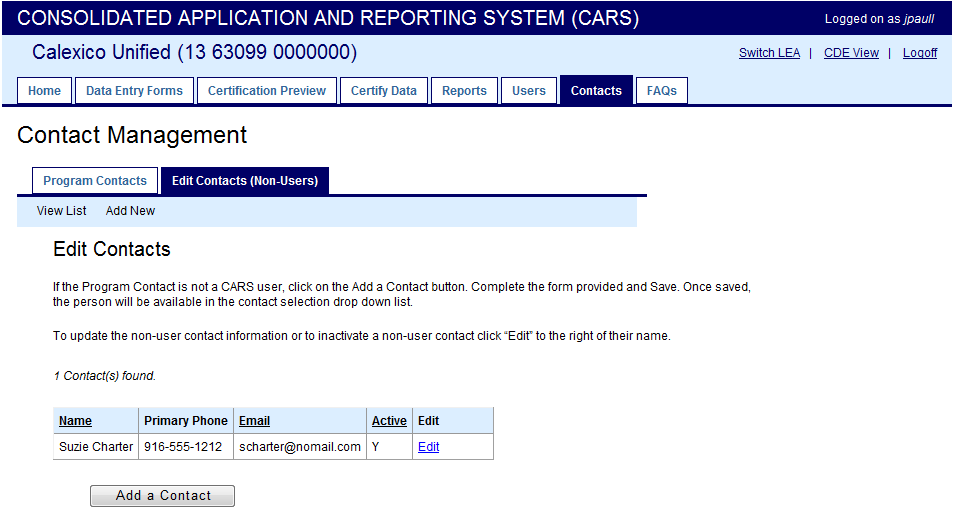 CONSOLIDATED APPLICATION AND REPORTING SYSTEM (CARS) Logged on as jpaull
Calexico Unified (13 63099 0000000) Switch LEA | CDE View | Logoff
Home Data Entry Forms Certification Preview Certify Data Reports Users Contacts FAQs
Contact Management
Program Contacts Edit Contacts (Non-Users)
View List Add New
Edit Contacts
If the Program Contact is not a CARS user, click on the Add a Contact button. Complete the form provided and Save. Once saved,
the person will be available in the contact selection drop down list.
To update the non-user contact information or to inactivate a non-user contact click “Edit” to the right of their name.
1 Contact(s) found.
Name Primary Phone Email Active Edit
Suzie Charter 916-555-1212 scharter@nomail.com Y Edit
Add a Contact